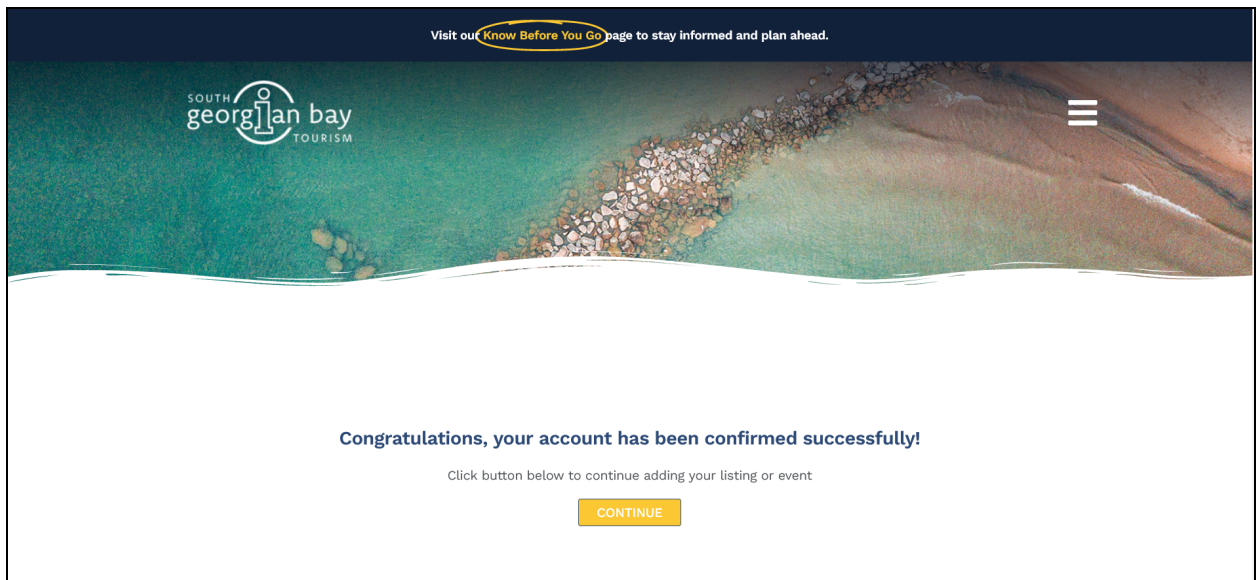 Visit our Know Before You Go page to stay informed and plan ahead.
SOUTH
georgian bay
TOURISM
Congratulations, your account has been confirmed successfully!
Click button below to continue adding your listing or event
CONTINUE